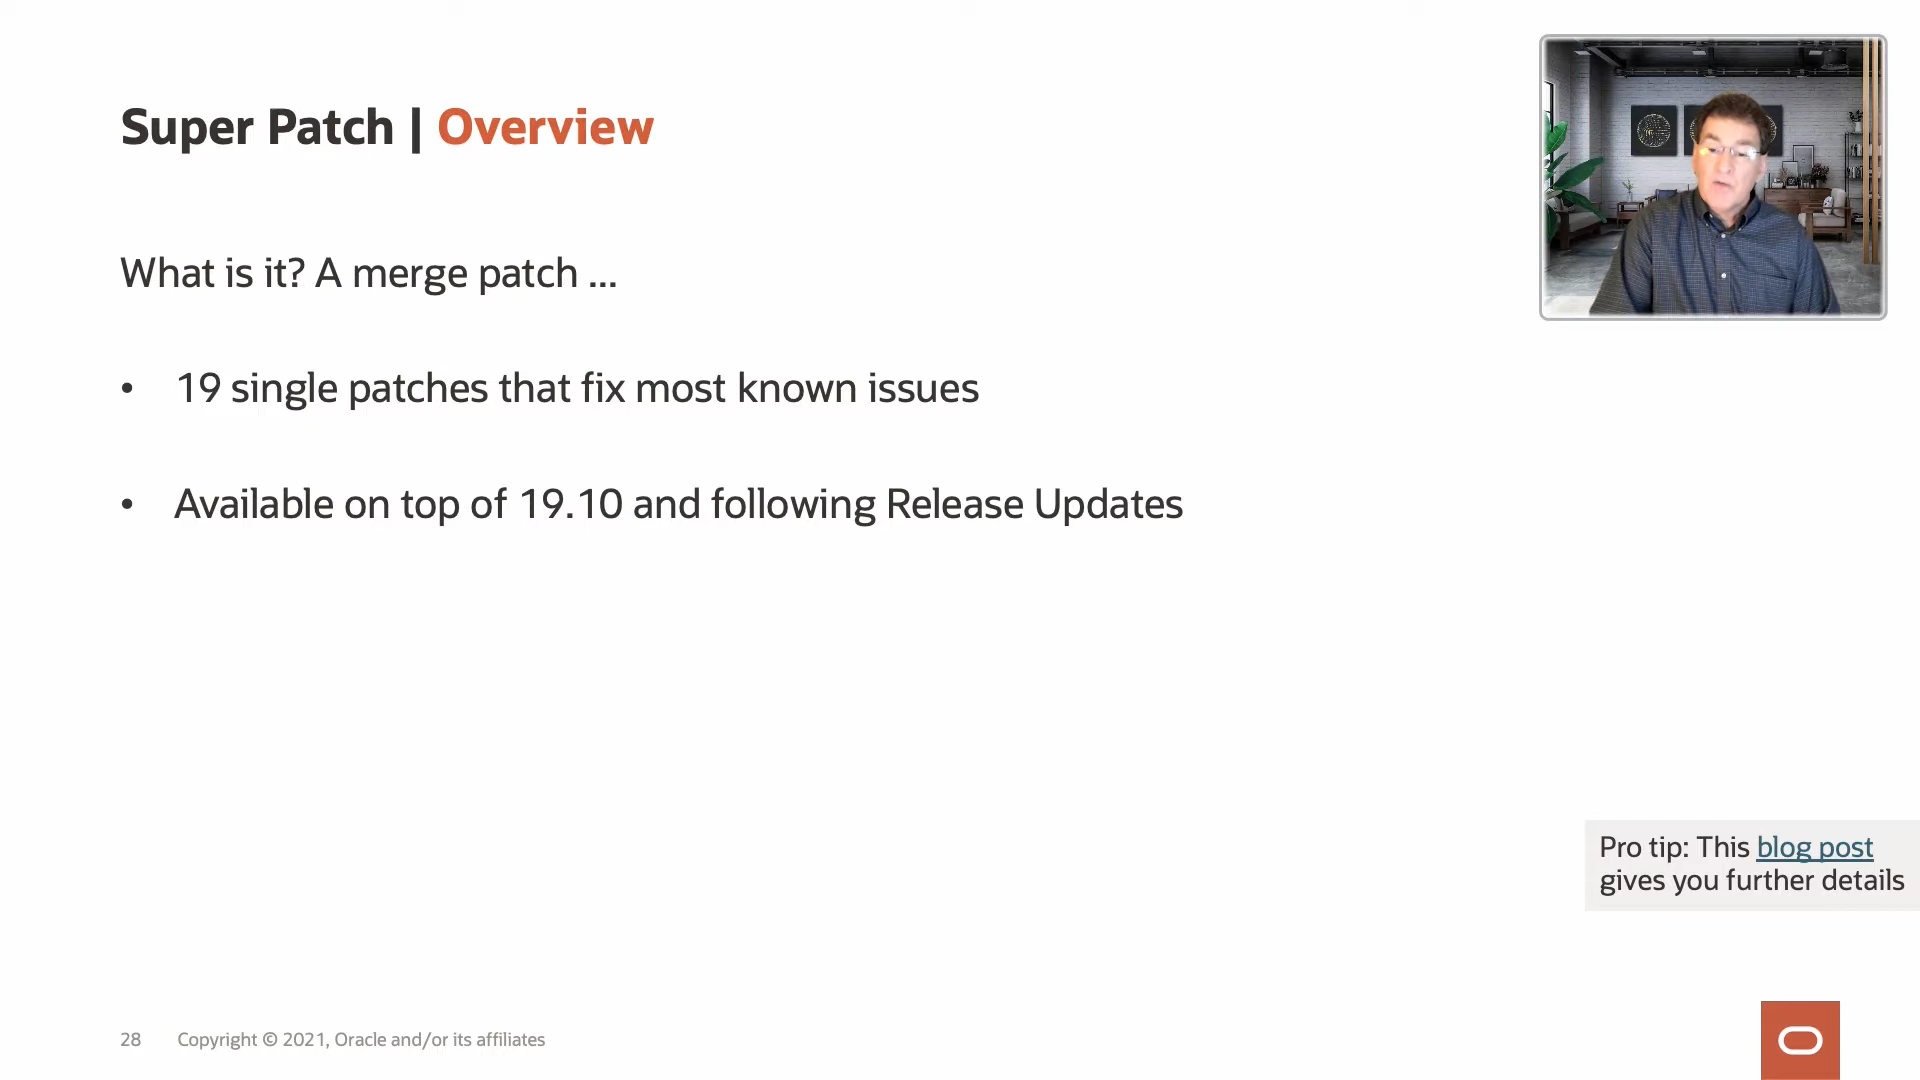 Super Patch | Overview
What is it? A merge patch ...
• 19 single patches that fix most known issues
• Available on top of 19.10 and following Release Updates
Pro tip: This blog post
gives you further details
28 Copyright © 2021, Oracle and/or its affiliates